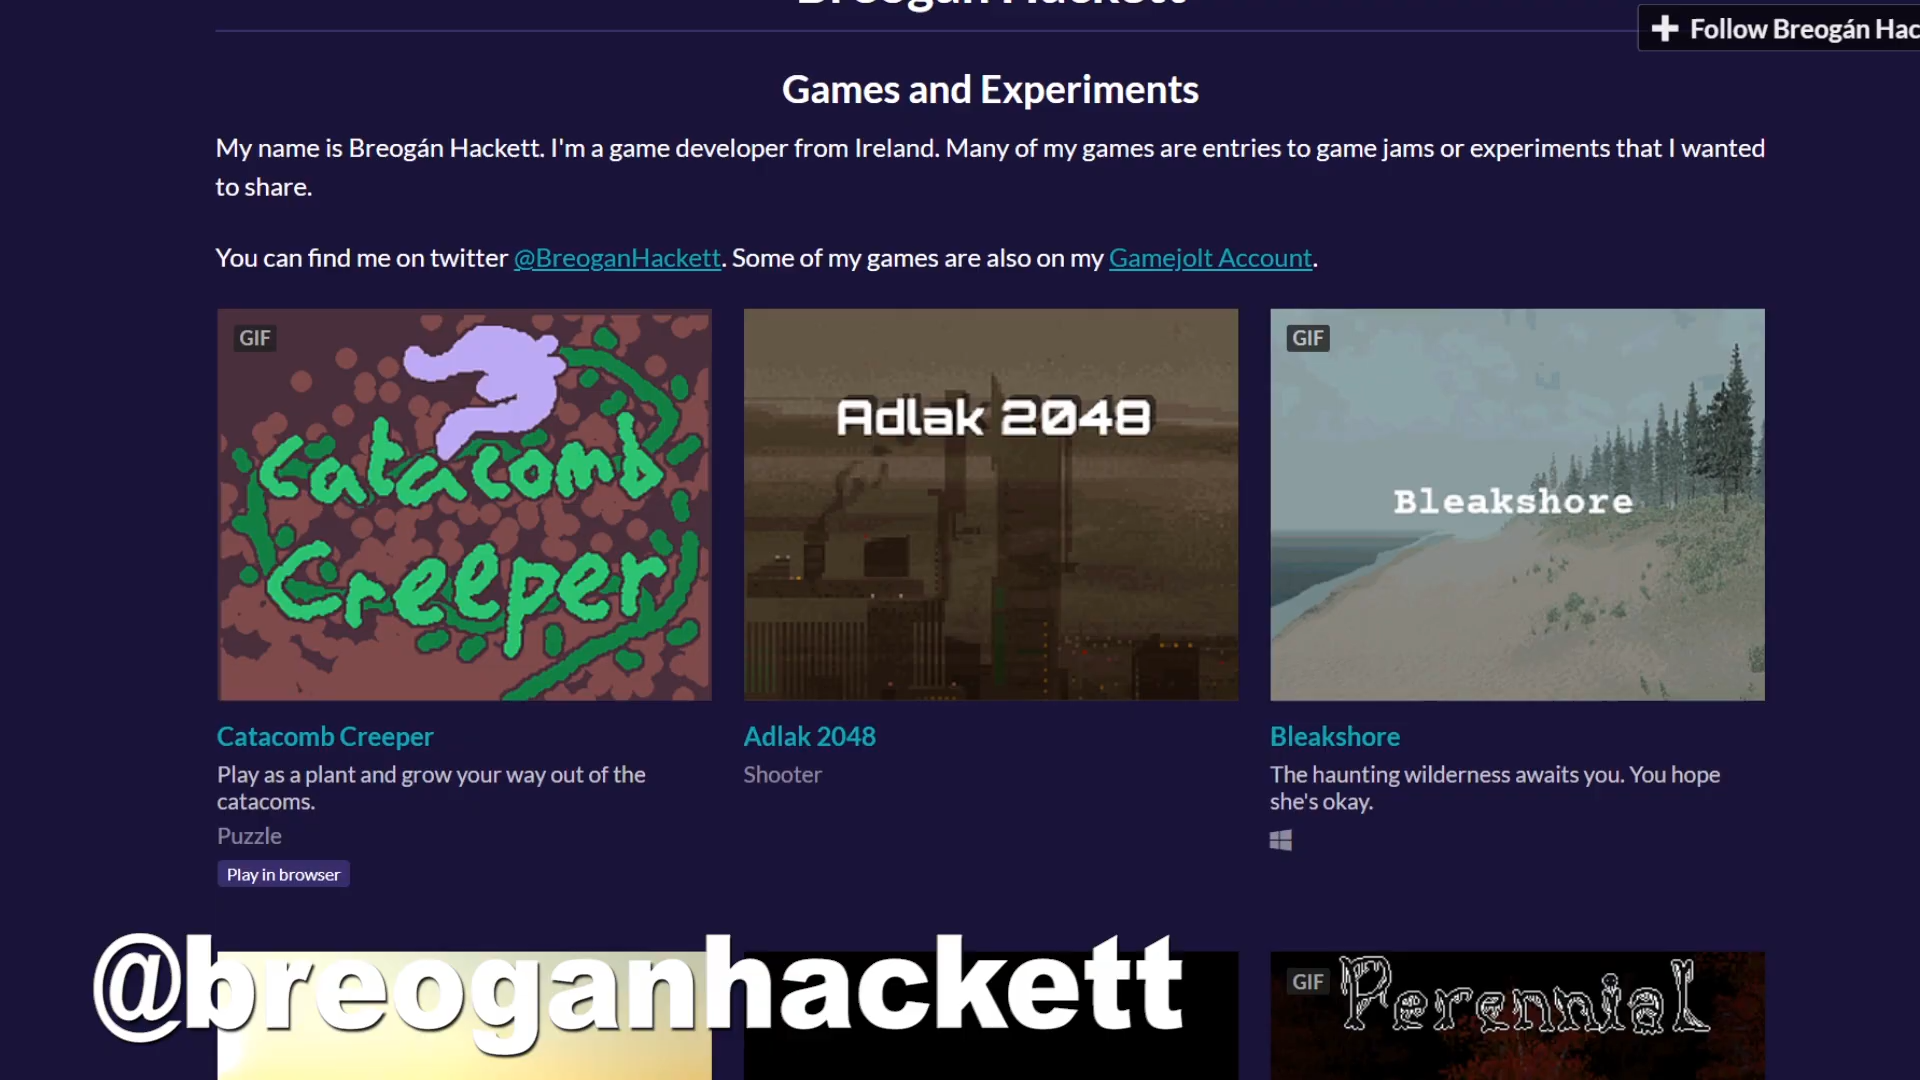 Breogán Hackett
Follow Breogán Hac
Games and Experiments
My name is Breogán Hackett. I'm a game developer from Ireland. Many of my games are entries to game jams or experiments that I wanted
to share.
You can find me on twitter @BreoganHackett. Some of my games are also on my Gamejolt Account.
GIF
Catacomb
Creeper
Adlak 2048
GIF
Bleakshore
Catacomb Creeper
Play as a plant and grow your way out of the
catacoms.
Puzzle
Play in browser
Adlak 2048
Shooter
Bleakshore
The haunting wilderness awaits you. You hope
she's okay.
@breoganhackett
GIF
Perennial